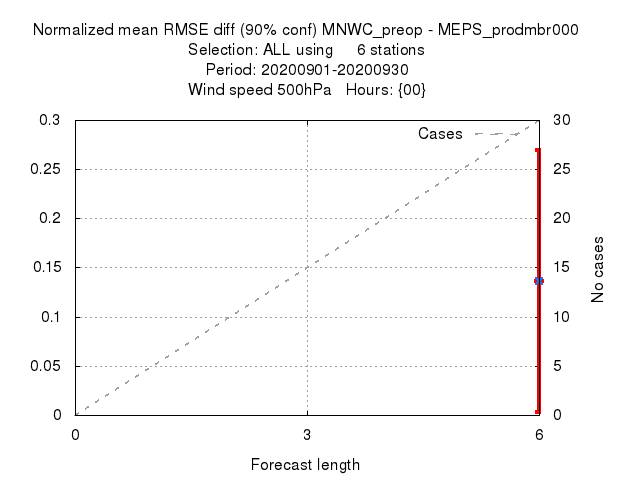 Normalized mean RMSE diff (90% conf) MNWC_preop - MEPS_prodmbr000
Selection: ALL using 6 stations
Period: 20200901-20200930
Wind speed 500hPa Hours: {00}
0.3
0.25
0.2
0.15
0.1
0.05
0
Cases
30
25
20
15
10
5
0
No cases
0 3 6
Forecast length